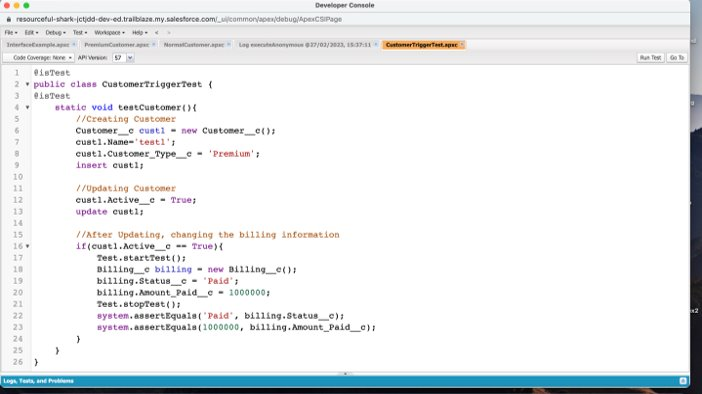 Developer Console
resourceful-shark-jctjdd-dev-ed.trailblaze.my.salesforce.com/_ui/common/apex/debug/ApexCSIPage
File Edit Debug Test Workspace Help < >
InterfaceExample.apxc PremiumCustomer.apxc NormalCustomer.apxc Log executeAnonymous @27/02/2023, 15:37:11 CustomerTriggerTest.apxc
Code Coverage: None API Version: 57 Run Test Go To
1 @isTest
2 public class CustomerTriggerTest {
3 @isTest
4 static void testCustomer(){
5 //Creating Customer
6 Customer__c cust1 = new Customer__c();
7 cust1.Name='test1';
8 cust1.Customer_Type__c = 'Premium';
9 insert cust1;
10
11 //Updating Customer
12 cust1.Active__c = True;
13 update cust1;
14
15 //After Updating, changing the billing information
16 if(cust1.Active__c == True){
17 Test.startTest();
18 Billing__c billing = new Billing__c();
19 billing.Status__c = 'Paid';
20 billing.Amount_Paid__c = 1000000;
21 Test.stopTest();
22 system.assertEquals('Paid', billing.Status__c);
23 system.assertEquals(1000000, billing.Amount_Paid__c);
24 }
25 }
26 }
Logs, Tests, and Problems